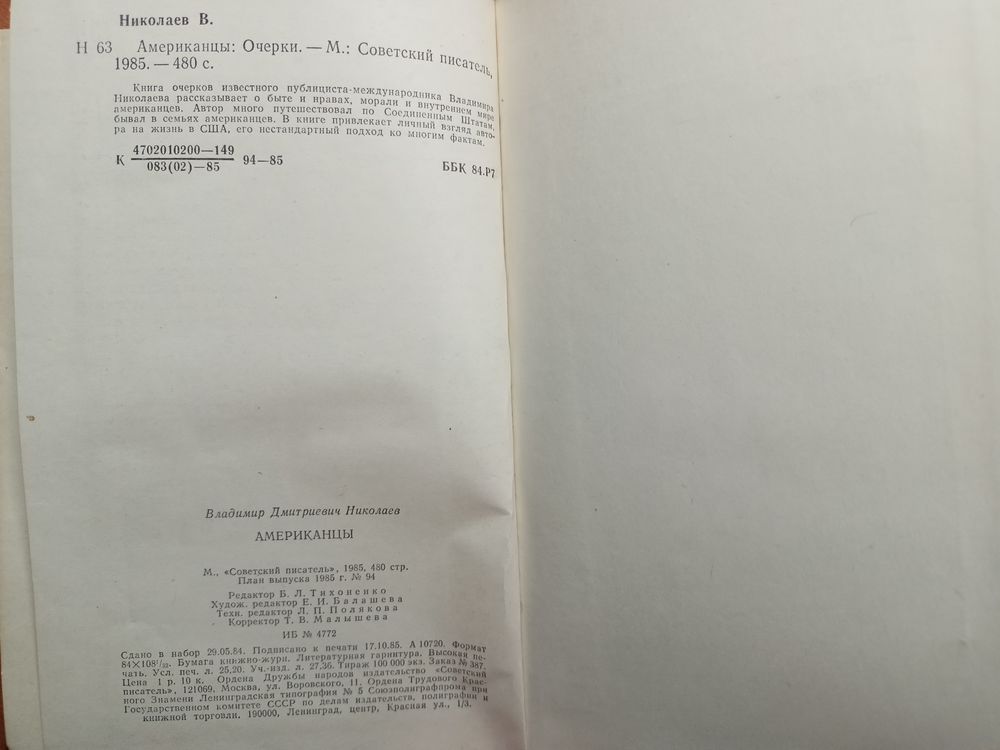 Николаев В.
Н 63 Американцы: Очерки. — М.: Советский писатель,
1985. — 480 с.
Книга очерков известного публициста-международника Владимира
Николаева рассказывает о быте и нравах, морали и внутреннем мире
американцев. Автор много путешествовал по Соединенным Штатам,
бывал в семьях американцев. В книге привлекает личный взгляд авто-
ра на жизнь в США, его нестандартный подход ко многим фактам.
К 4702010200—149 94—85
083(02)—85
ББК 84.Р7
Владимир Дмитриевич Николаев
АМЕРИКАНЦЫ
М., «Советский писатель», 1985, 480 стр.
План выпуска 1985 г. № 94
Редактор Б. Л. Тихоненко
Худож. редактор Е. И. Балашева
Техн. редактор Л. П. Полякова
Корректор Т. В. Малышева
ИБ № 4772
Сдано в набор 29.05.84. Подписано к печати 17.10.85. А 10720. Формат
84×108¹/₃₂. Бумага книжно-журн. Литературная гарнитура. Высокая пе-
чать. Усл. печ. л. 25,20. Уч.-изд. л. 27,36. Тираж 100 000 экз. Заказ № 387.
Цена 1 р. 10 к. Ордена Дружбы народов издательство «Советский
писатель», 121069, Москва, ул. Воровского, 11. Ордена Трудового Крас-
ного Знамени Ленинградская типография № 5 Союзполиграфпрома при
Государственном комитете СССР по делам издательств, полиграфии и
книжной торговли. 190000, Ленинград, центр, Красная ул., 1/3.